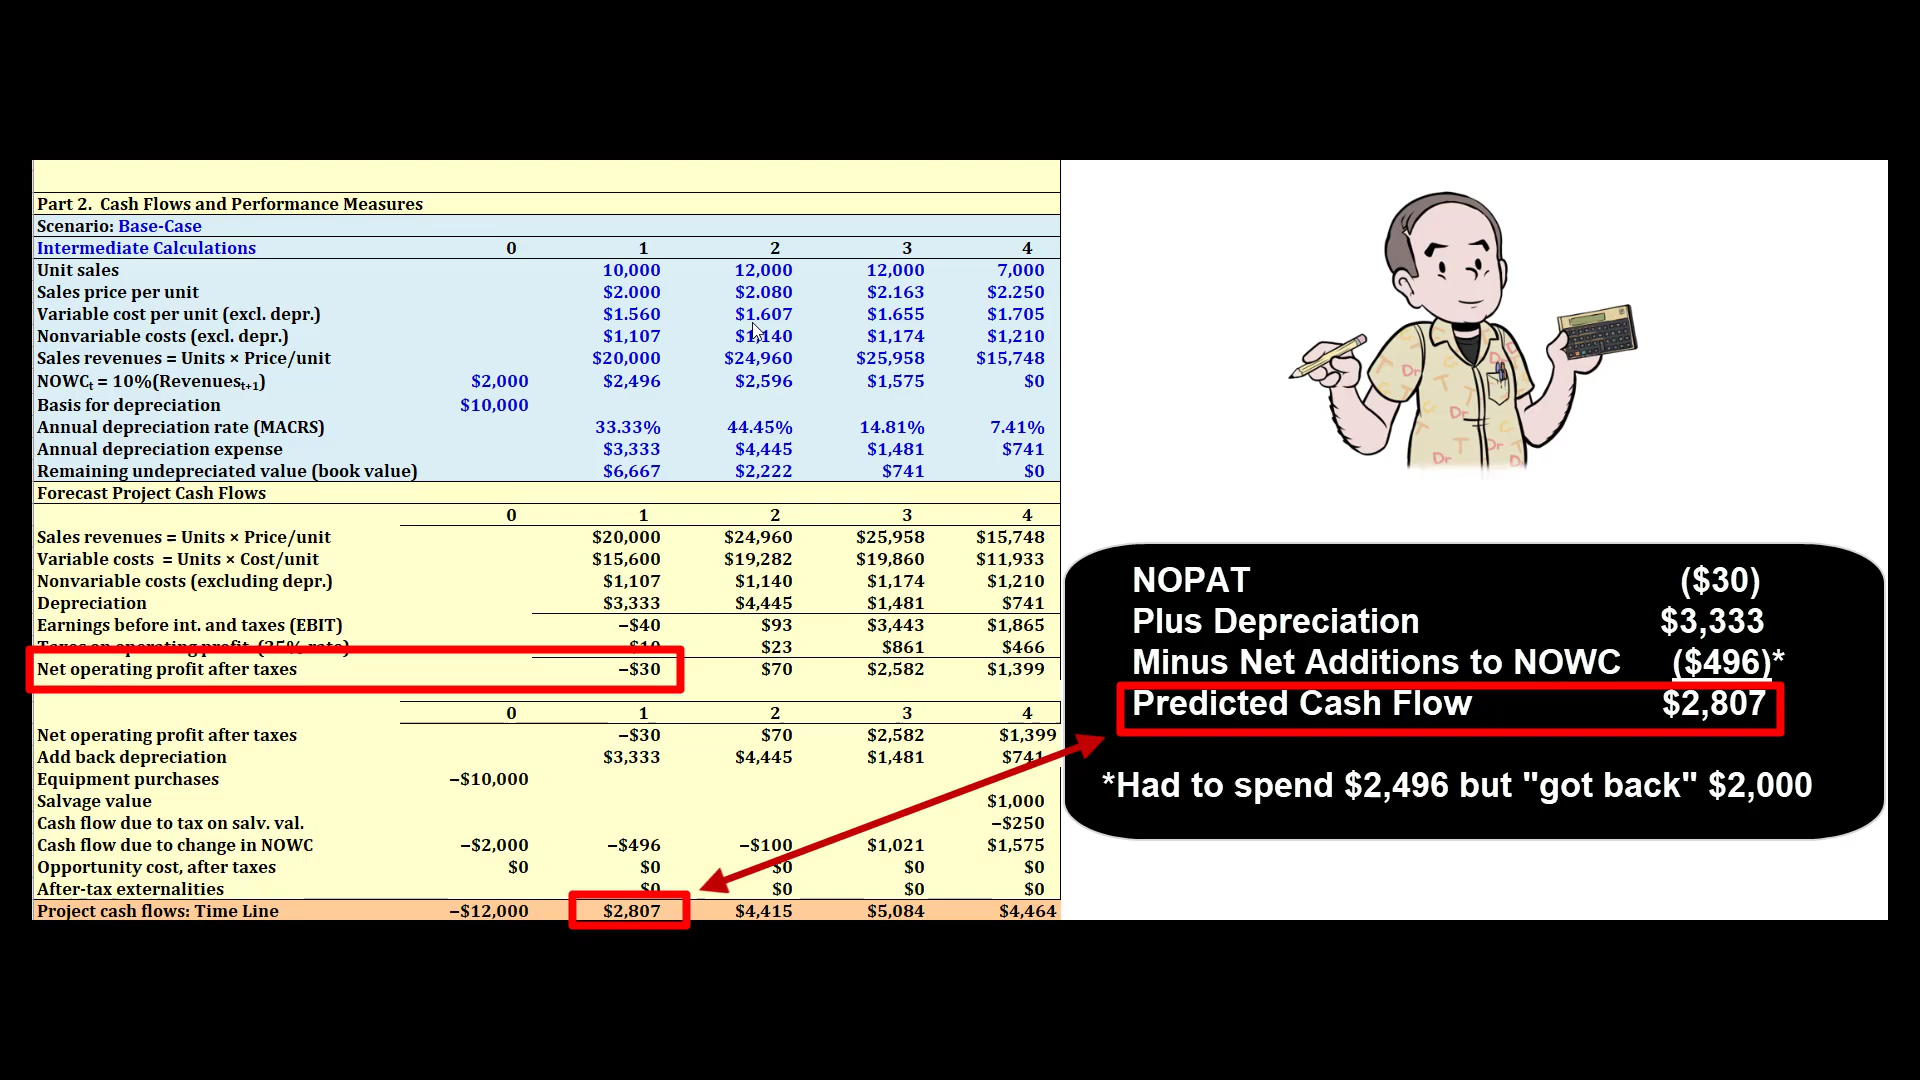 Part 2.  Cash Flows and Performance Measures
Scenario: Base-Case
Intermediate Calculations 0 1 2 3 4
Unit sales 10,000 12,000 12,000 7,000
Sales price per unit $2.000 $2.080 $2.163 $2.250
Variable cost per unit (excl. depr.) $1.560 $1.607 $1.655 $1.705
Nonvariable costs (excl. depr.) $1,107 $1,140 $1,174 $1,210
Sales revenues = Units × Price/unit $20,000 $24,960 $25,958 $15,748
NOWCt = 10%(Revenuest+1) $2,000 $2,496 $2,596 $1,575 $0
Basis for depreciation $10,000
Annual depreciation rate (MACRS) 33.33% 44.45% 14.81% 7.41%
Annual depreciation expense $3,333 $4,445 $1,481 $741
Remaining undepreciated value (book value) $6,667 $2,222 $741 $0
Forecast Project Cash Flows
0 1 2 3 4
Sales revenues = Units × Price/unit $20,000 $24,960 $25,958 $15,748
Variable costs  = Units × Cost/unit $15,600 $19,282 $19,860 $11,933
Nonvariable costs (excluding depr.) $1,107 $1,140 $1,174 $1,210
Depreciation $3,333 $4,445 $1,481 $741
Earnings before int. and taxes (EBIT) −$40 $93 $3,443 $1,865
Taxes on operating profit $23 $861 $466
Net operating profit after taxes −$30 $70 $2,582 $1,399
0 1 2 3 4
Net operating profit after taxes −$30 $70 $2,582 $1,399
Add back depreciation $3,333 $4,445 $1,481 $741
Equipment purchases −$10,000
Salvage value $1,000
Cash flow due to tax on salv. val. −$250
Cash flow due to change in NOWC −$2,000 −$496 −$100 $1,021 $1,575
Opportunity cost, after taxes $0 $0 $0 $0 $0
After-tax externalities $0 $0 $0 $0
Project cash flows: Time Line −$12,000 $2,807 $4,415 $5,084 $4,464
Dr T Dr
T
Dr
T Dr
Dr
NOPAT ($30)
Plus Depreciation $3,333
Minus Net Additions to NOWC ($496)*
Predicted Cash Flow $2,807
*Had to spend $2,496 but "got back" $2,000